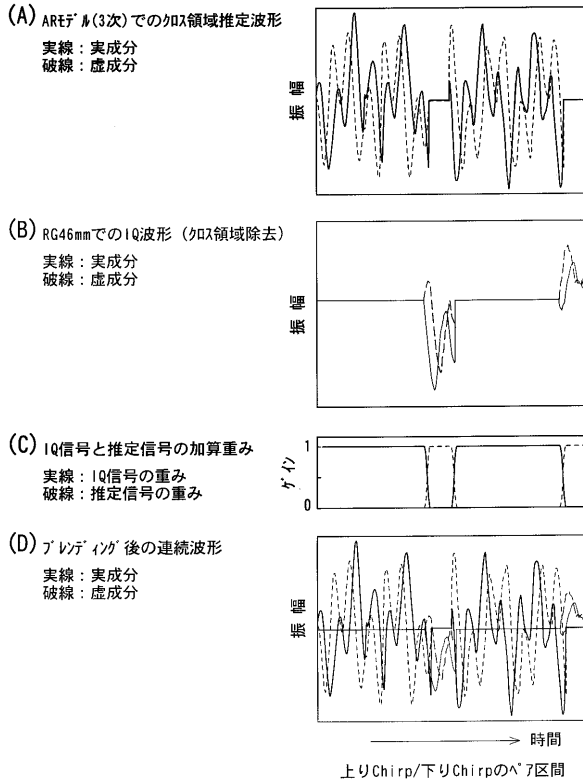 (A) ARモデル(3次)でのクロス領域推定波形
実線：実成分
破線：虚成分
振幅
(B) RG46mmでのIQ波形（クロス領域除去）
実線：実成分
破線：虚成分
振幅
(C) IQ信号と推定信号の加算重み
実線：IQ信号の重み
破線：推定信号の重み
ゲイン
1
0
(D) ブレンディング後の連続波形
実線：実成分
破線：虚成分
振幅
時間
上りChirp/下りChirpのペア区間